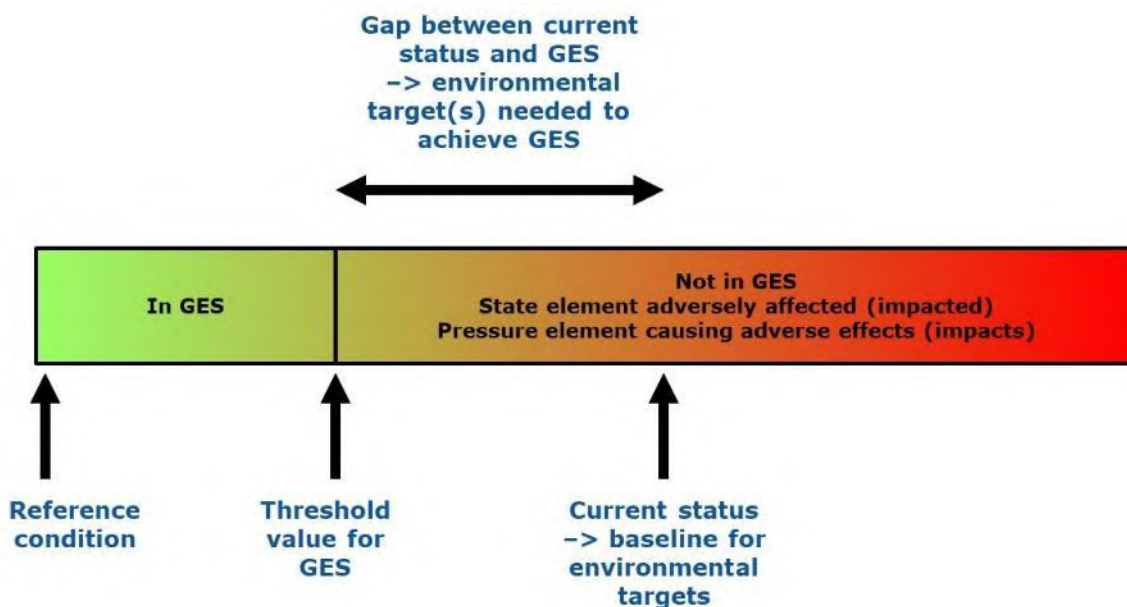 Gap between current
status and GES
–> environmental
target(s) needed to
achieve GES
In GES
Not in GES
State element adversely affected (impacted)
Pressure element causing adverse effects (impacts)
Reference
condition
Threshold
value for
GES
Current status
–> baseline for
environmental
targets